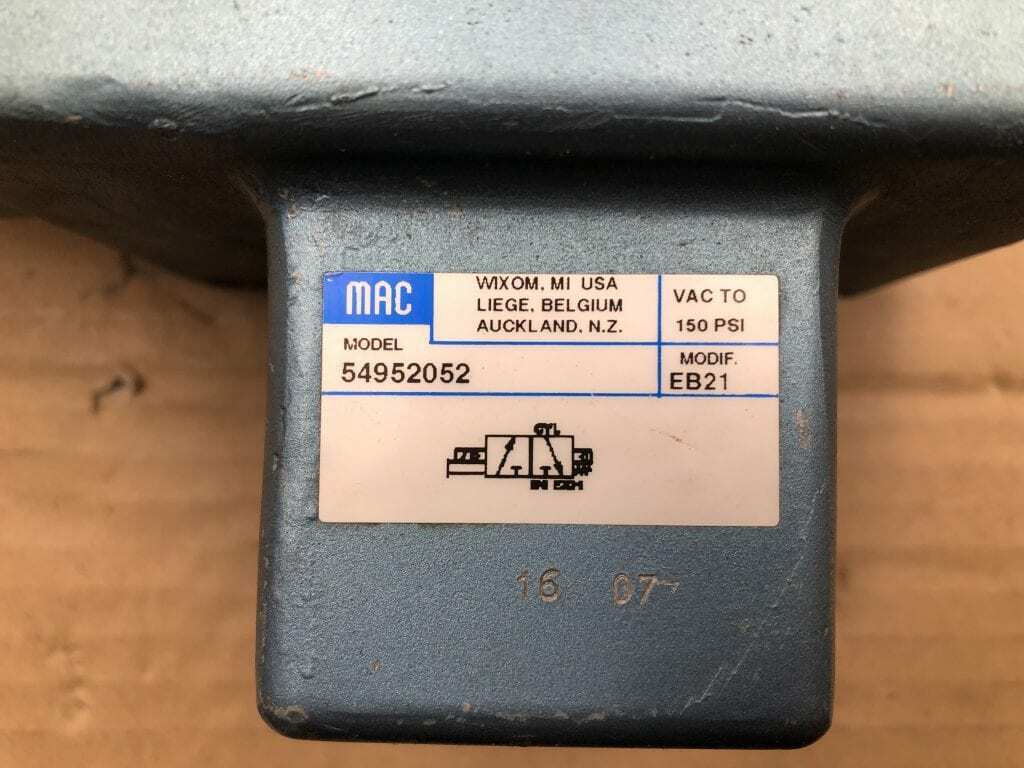 MAC
WIXOM, MI USA
LIEGE, BELGIUM
AUCKLAND, N.Z.
VAC TO
150 PSI
MODEL
54952052
MODIF.
EB21
CYL
16 07